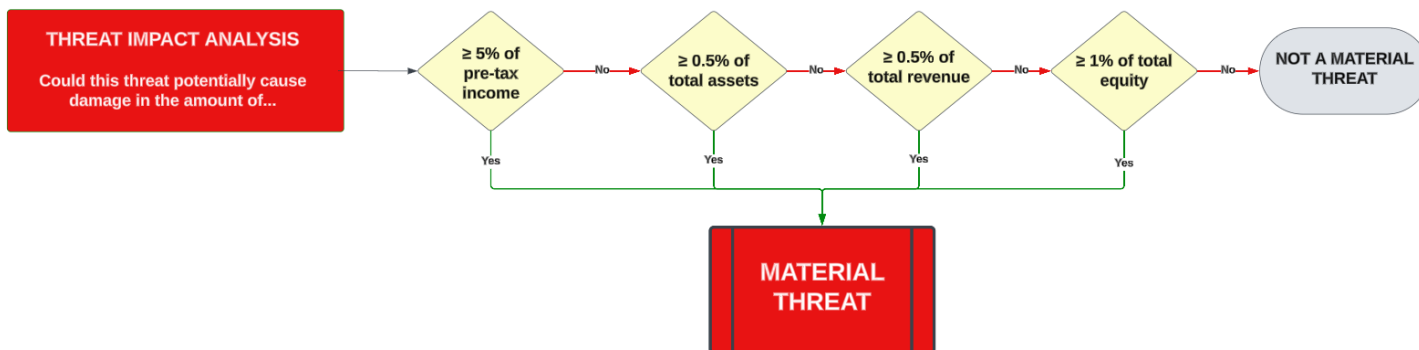 THREAT IMPACT ANALYSIS
Could this threat potentially cause
damage in the amount of...
≥ 5% of
pre-tax
income
No
≥ 0.5% of
total assets
No
≥ 0.5% of
total revenue
No
≥ 1% of total
equity
No
NOT A MATERIAL
THREAT
Yes
Yes
Yes
Yes
MATERIAL
THREAT